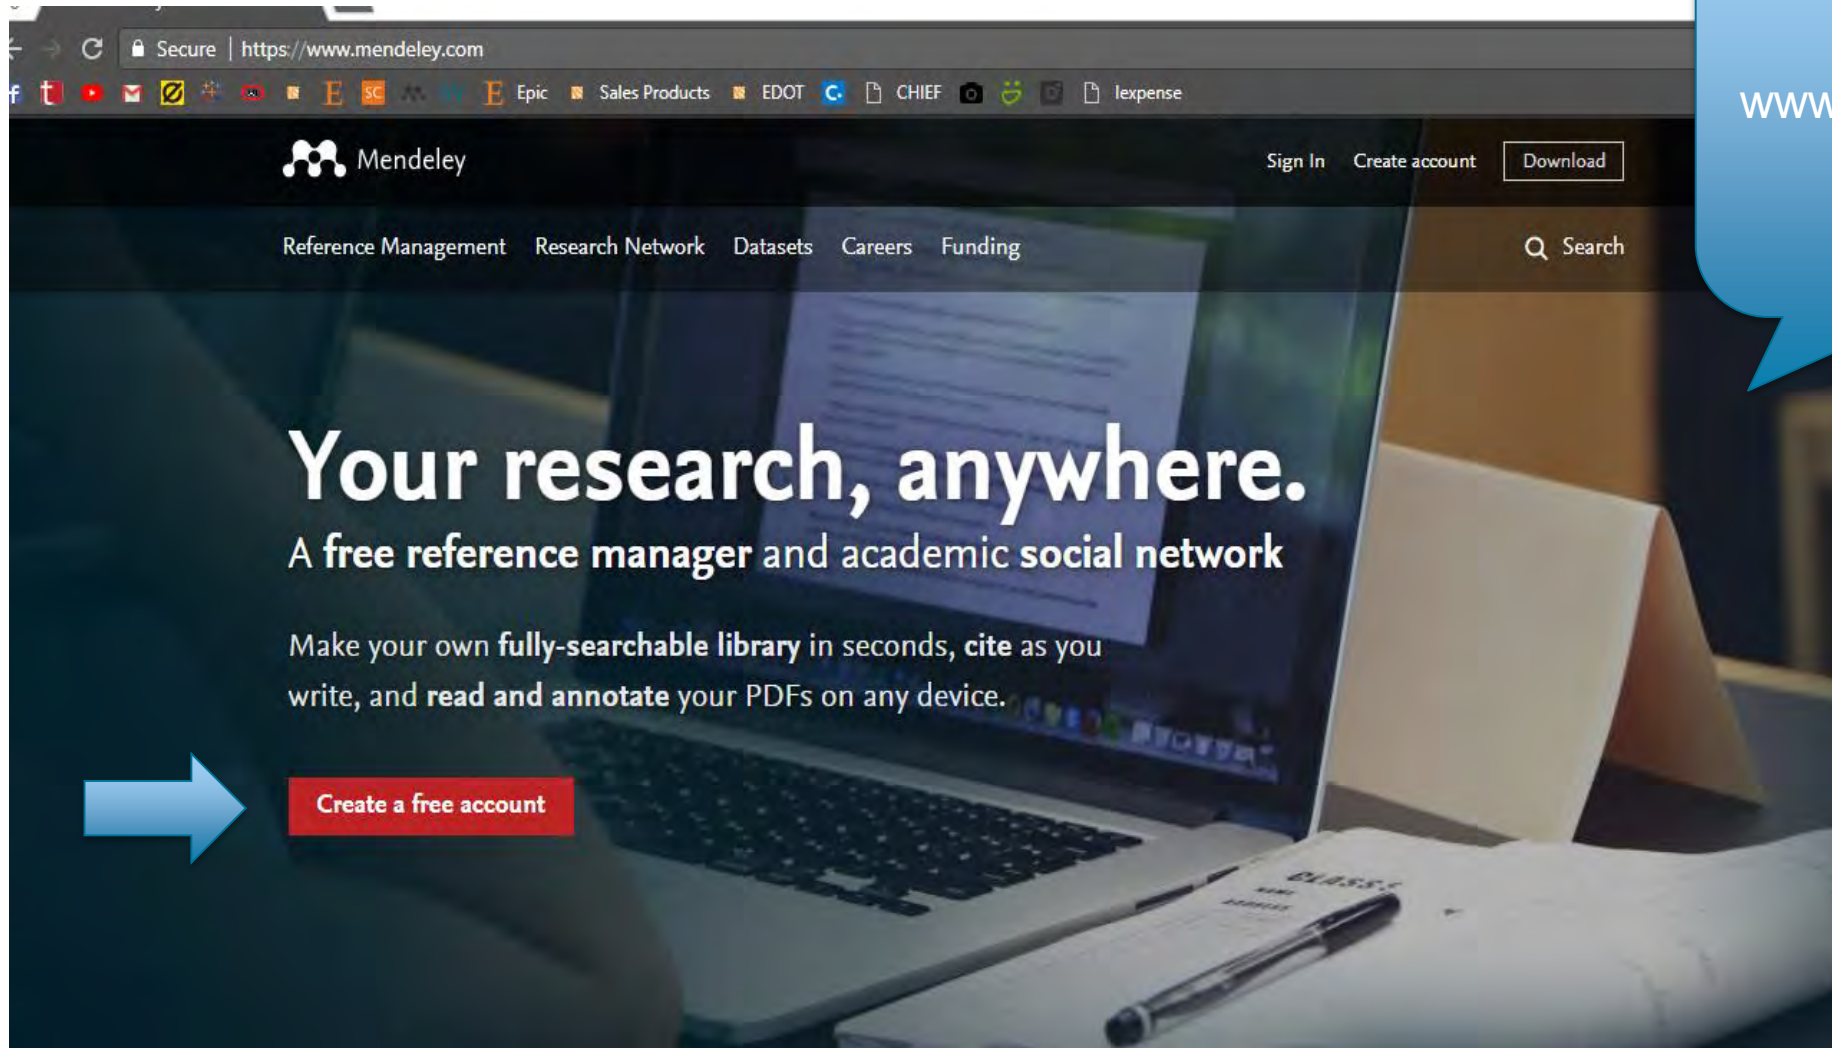 Secure | https://www.mendeley.com
Epic Sales Products EDOT CHIEF lexpense
www
Mendeley
Sign In Create account Download
Reference Management Research Network Datasets Careers Funding
Search
Your research, anywhere.
A free reference manager and academic social network
Make your own fully-searchable library in seconds, cite as you
write, and read and annotate your PDFs on any device.
Create a free account